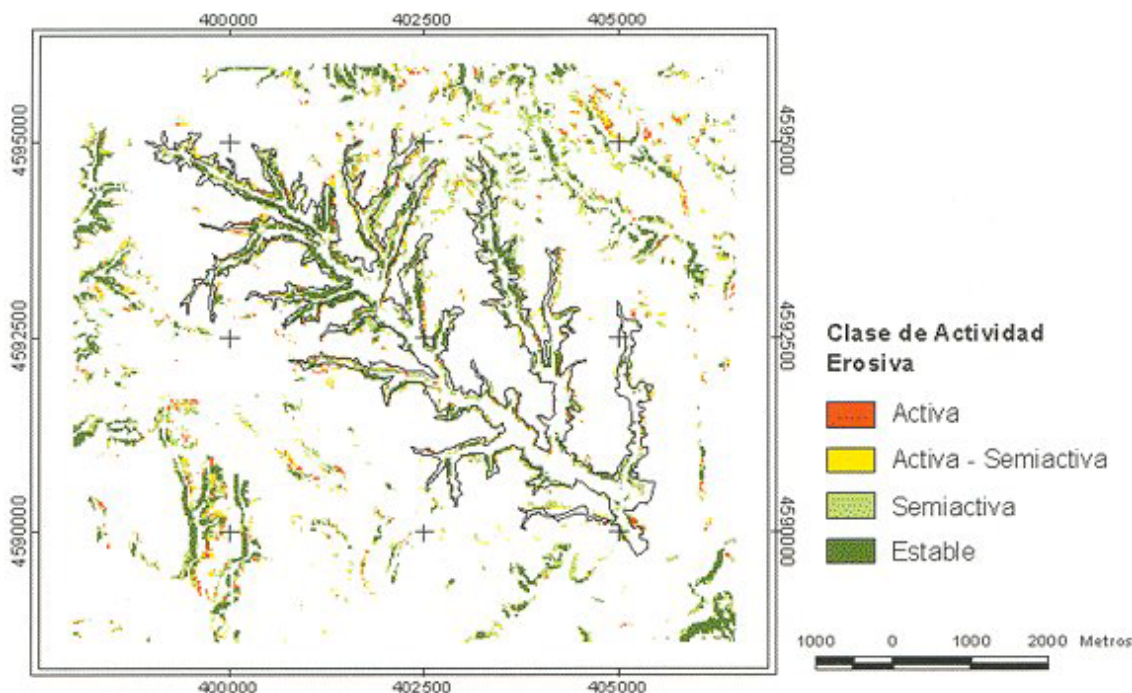 400000 402500 405000
4595000 4595000
4592500 4592500
4590000 4590000
400000 402500 405000
Clase de Actividad
Erosiva
Activa
Activa - Semiactiva
Semiactiva
Estable
1000 0 1000 2000 Metros